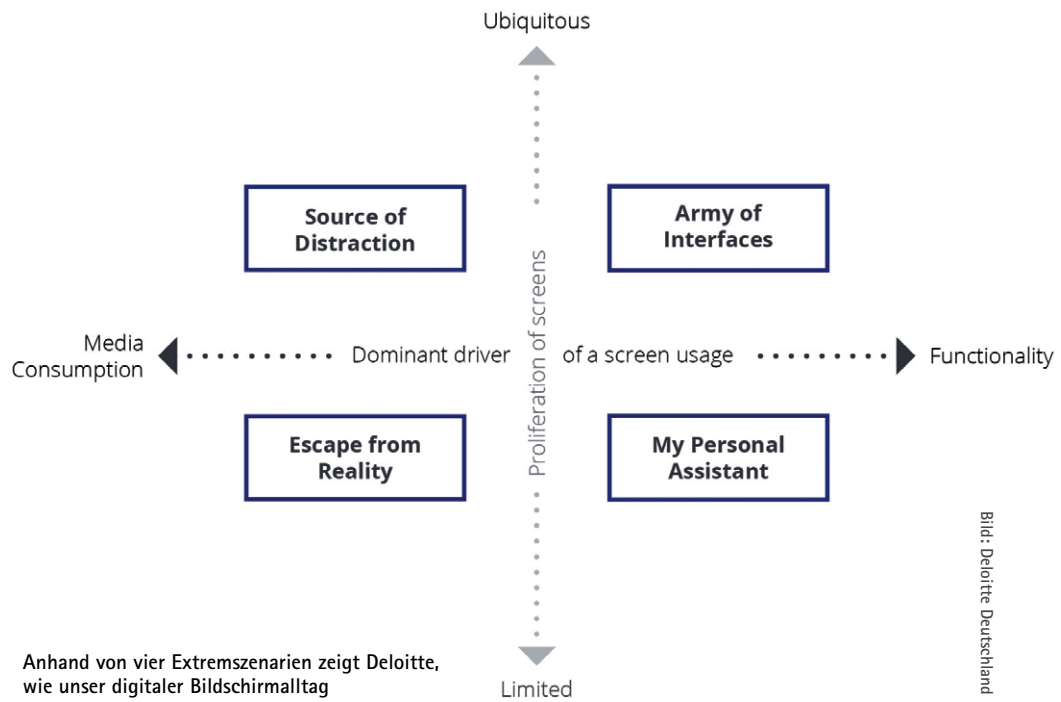 Ubiquitous
Source of
Distraction
Army of
Interfaces
Proliferation of screens
Media
Consumption
Dominant driver
of a screen usage
Functionality
Escape from
Reality
My Personal
Assistant
Bild: Deloitte Deutschland
Anhand von vier Extremszenarien zeigt Deloitte,
wie unser digitaler Bildschirmalltag
Limited